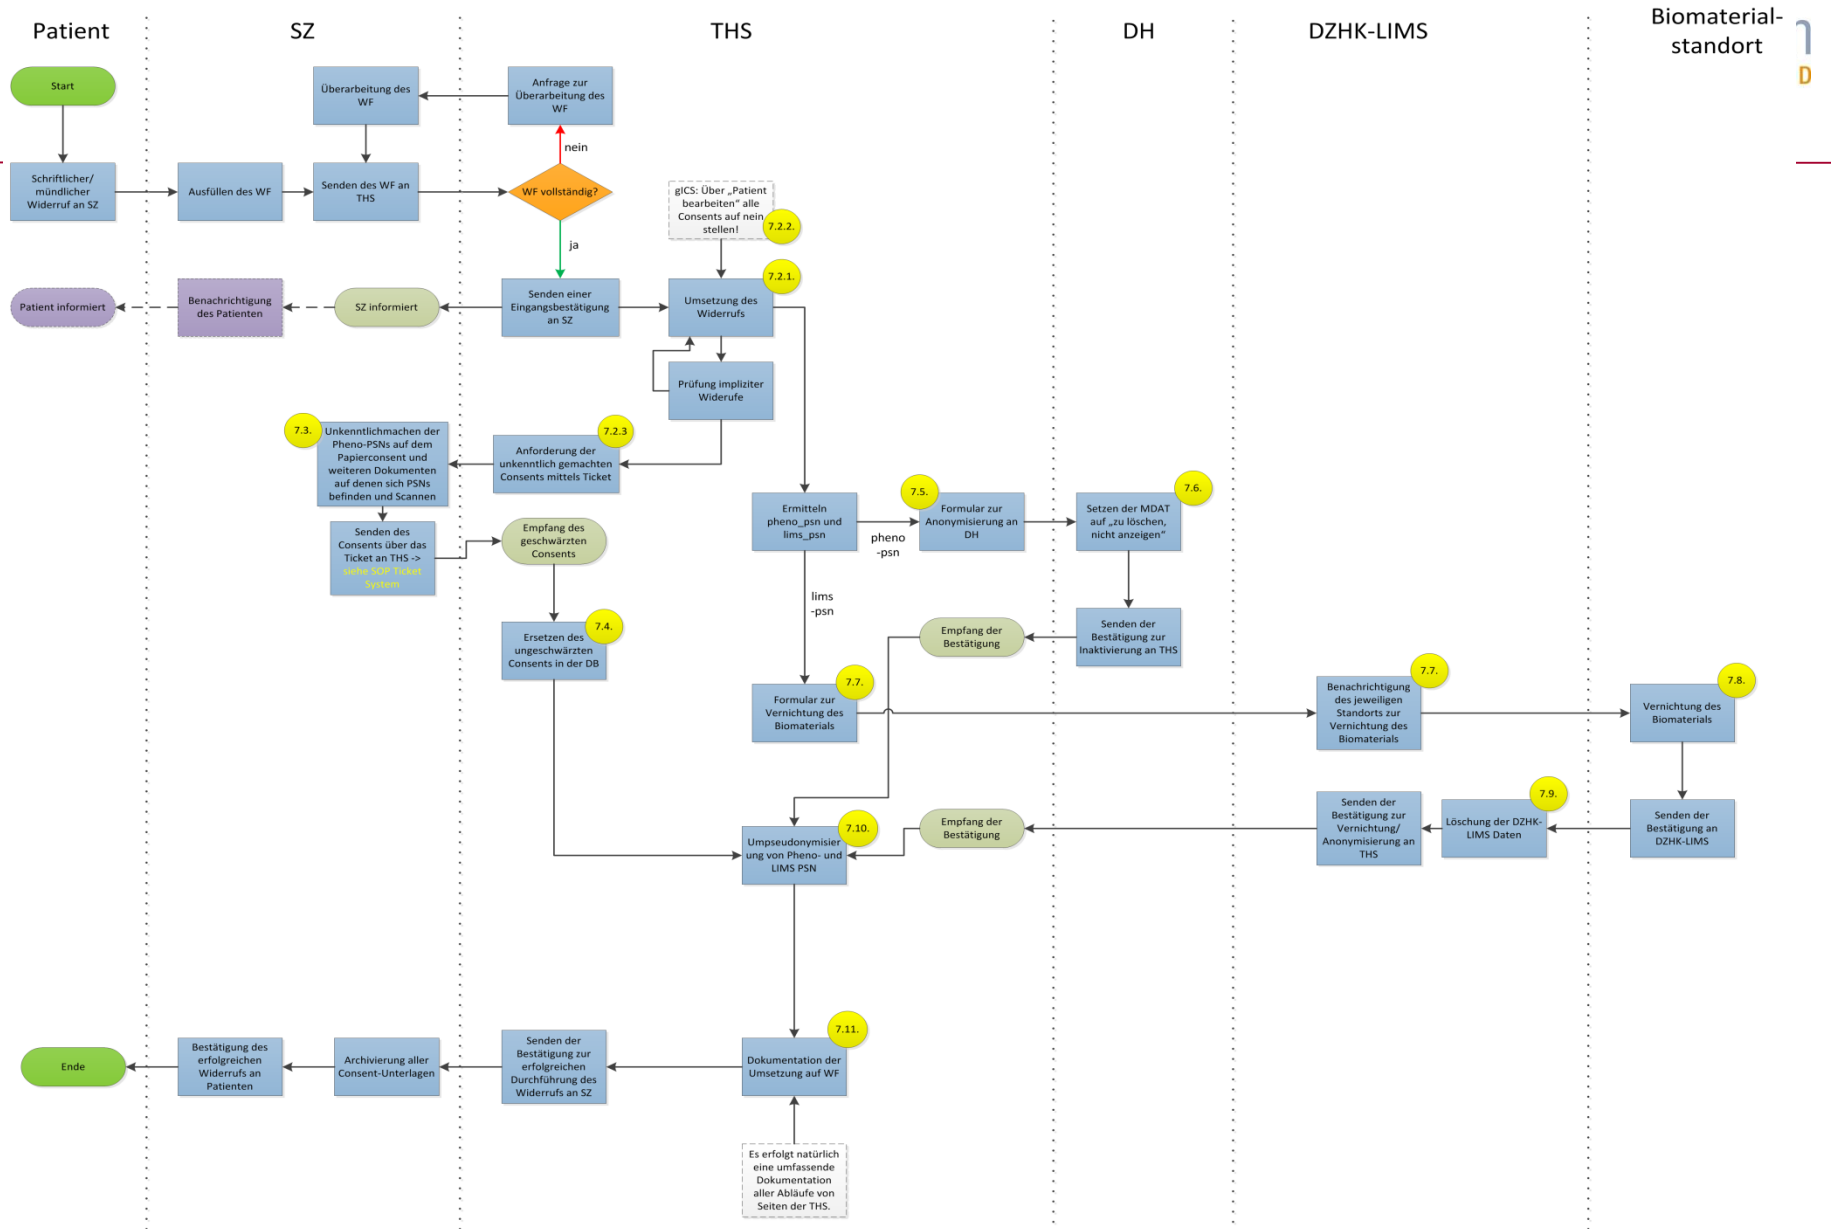 Patient
SZ
THS
DH
DZHK-LIMS
Biomaterial-
standort
D
Start
Überarbeitung des
WF
Anfrage zur
Überarbeitung des
WF
nein
Schriftlicher/
mündlicher
Widerruf an SZ
Ausfüllen des WF
Senden des WF an
THS
WF vollständig?
gICS: Über „Patient
bearbeiten“ alle
Consents auf nein
stellen!
7.2.2.
ja
7.2.1.
Patient informiert
Benachrichtigung
des Patienten
SZ informiert
Senden einer
Eingangsbestätigung
an SZ
Umsetzung des
Widerrufs
Prüfung impliziter
Widerufe
7.3.
Unkenntlichmachen der
Pheno-PSNs auf dem
Papierconsent und
weiteren Dokumenten
auf denen sich PSNs
befinden und Scannen
7.2.3
Anforderung der
unkenntlich gemachten
Consents mittels Ticket
Ermitteln
pheno_psn und
lims_psn
pheno
-psn
7.5.
Formular zur
Anonymisierung an
DH
7.6.
Setzen der MDAT
auf „zu löschen,
nicht anzeigen“
Senden des
Consents über das
Ticket an THS ->
siehe SOP Ticket
System
Empfang des
geschwärzten
Consents
lims
-psn
7.4.
Ersetzen des
ungeschwärzten
Consents in der DB
Empfang der
Bestätigung
Senden der
Bestätigung zur
Inaktivierung an THS
7.7.
Formular zur
Vernichtung des
Biomaterials
7.7.
Benachrichtigung
des jeweiligen
Standorts zur
Vernichtung des
Biomaterials
7.8.
Vernichtung des
Biomaterials
7.10.
Umpseudonymisier
ung von Pheno- und
LIMS PSN
Empfang der
Bestätigung
Senden der
Bestätigung zur
Vernichtung/
Anonymisierung an
THS
7.9.
Löschung der DZHK-
LIMS Daten
Senden der
Bestätigung an
DZHK-LIMS
Ende
Bestätigung des
erfolgreichen
Widerrufs an
Patienten
Archivierung aller
Consent-Unterlagen
Senden der
Bestätigung zur
erfolgreichen
Durchführung des
Widerrufs an SZ
7.11.
Dokumentation der
Umsetzung auf WF
Es erfolgt natürlich
eine umfassende
Dokumentation
aller Abläufe von
Seiten der THS.